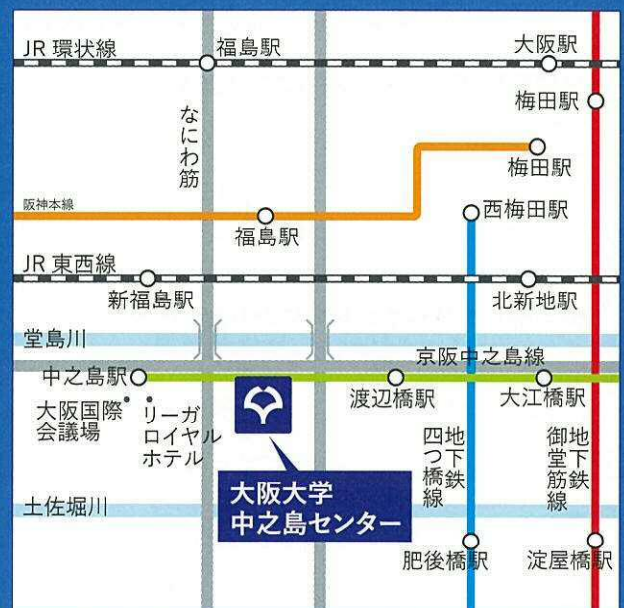 JR 環状線
福島駅
大阪駅
梅田駅
なにわ筋
梅田駅
阪神本線
福島駅
西梅田駅
JR 東西線
新福島駅
北新地駅
堂島川
京阪中之島線
中之島駅
渡辺橋駅
大江橋駅
大阪国際
会議場
リーガ
ロイヤル
ホテル
地下鉄
四つ橋線
地下鉄
御堂筋線
大阪大学
中之島センター
土佐堀川
肥後橋駅
淀屋橋駅